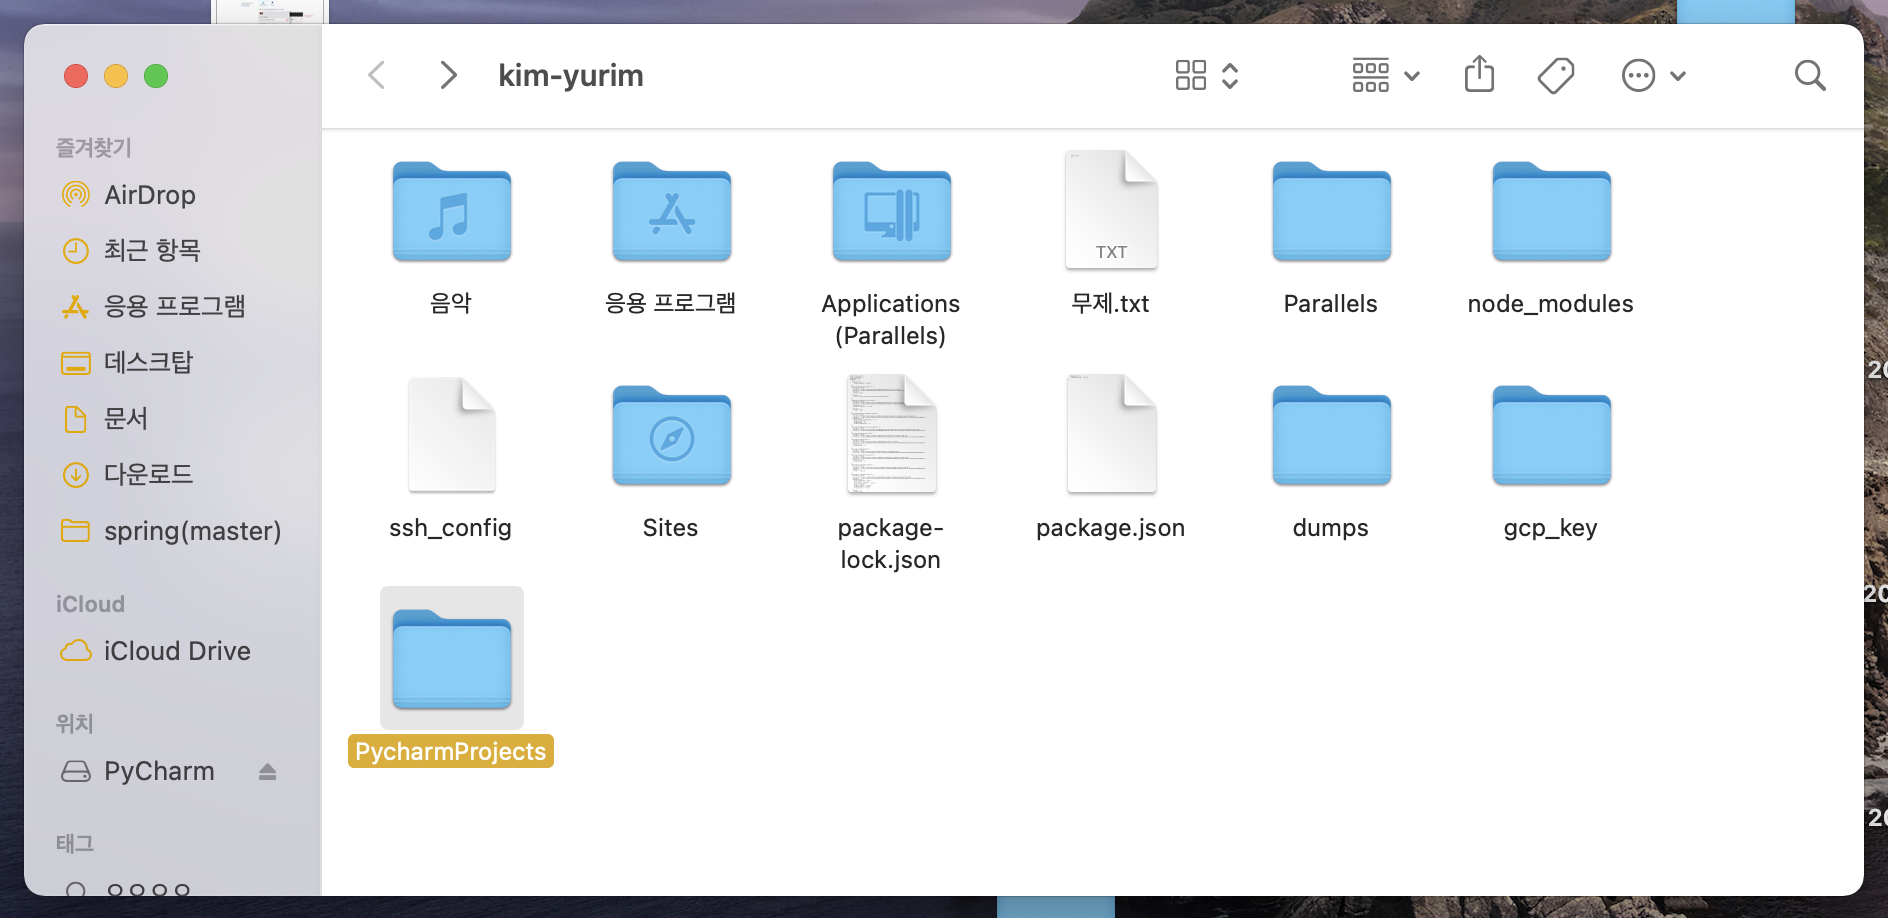 kim-yurim
즐겨찾기
AirDrop
최근 항목
응용 프로그램
데스크탑
문서
다운로드
spring(master)
iCloud
iCloud Drive
위치
PyCharm
태그
음악
응용 프로그램
Applications
(Parallels)
TXT
무제.txt
Parallels
node_modules
ssh_config
Sites
package-
lock.json
package.json
dumps
gcp_key
PycharmProjects
20
20
20